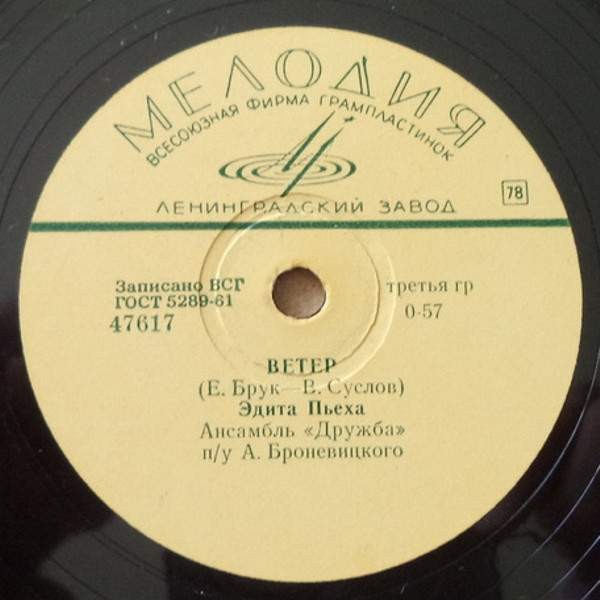 МЕЛОДИЯ
ВСЕСОЮЗНАЯ ФИРМА ГРАМПЛАСТИНОК
ЛЕНИНГРАДСКИЙ ЗАВОД
78
Записано ВСГ
ГОСТ 5289-61
47617
третья гр
0-57
ВЕТЕР
(Е. Брук—В. Суслов)
Эдита Пьеха
Ансамбль «Дружба»
п/у А. Броневицкого